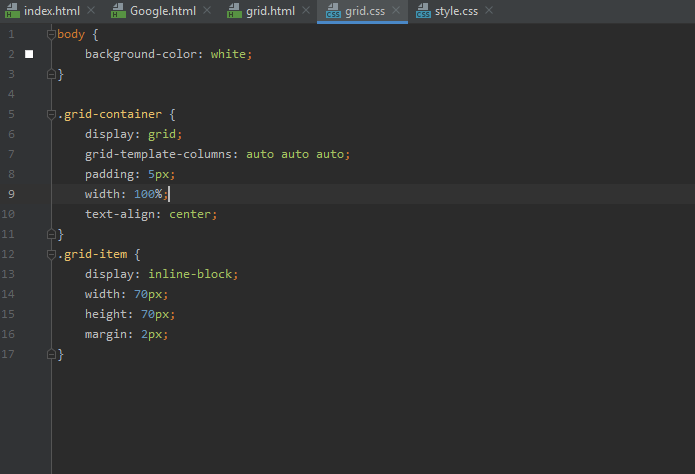 index.html Google.html grid.html grid.css style.css
1 body {
2 background-color: white;
3 }
4
5 .grid-container {
6 display: grid;
7 grid-template-columns: auto auto auto;
8 padding: 5px;
9 width: 100%;
10 text-align: center;
11 }
12 .grid-item {
13 display: inline-block;
14 width: 70px;
15 height: 70px;
16 margin: 2px;
17 }